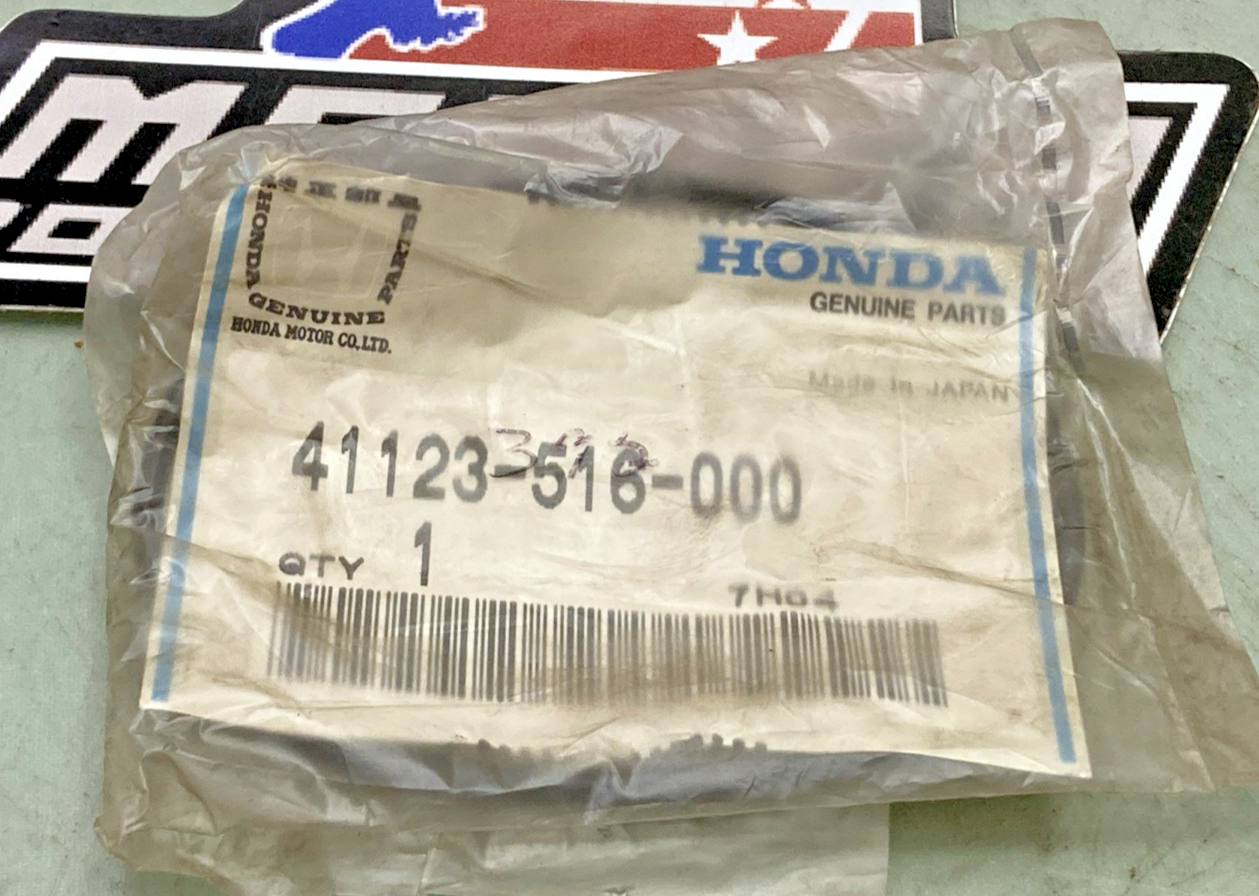 HONDA GENUINE PARTS
HONDA MOTOR CO., LTD.
HONDA
GENUINE PARTS
Made in JAPAN
41123-516-000
QTY 1
7H64